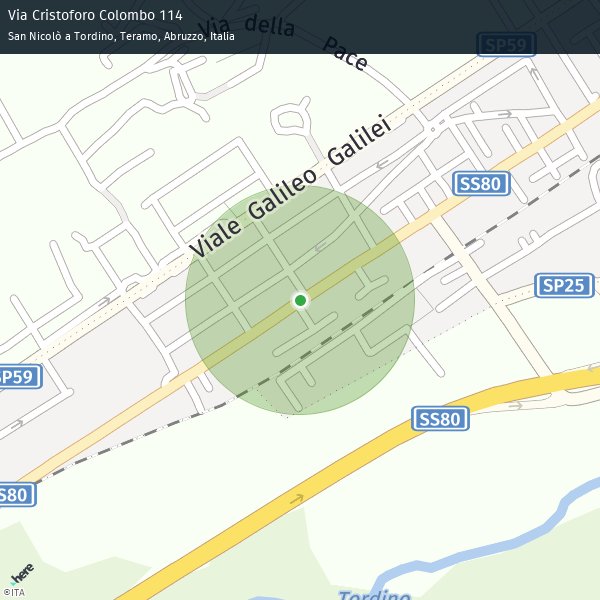 Via Cristoforo Colombo 114
San Nicolò a Tordino, Teramo, Abruzzo, Italia
Via della Pace
SP59
Viale Galileo Galilei
SS80
SP25
SP59
SS80
SS80
here
©ITA
Tordino